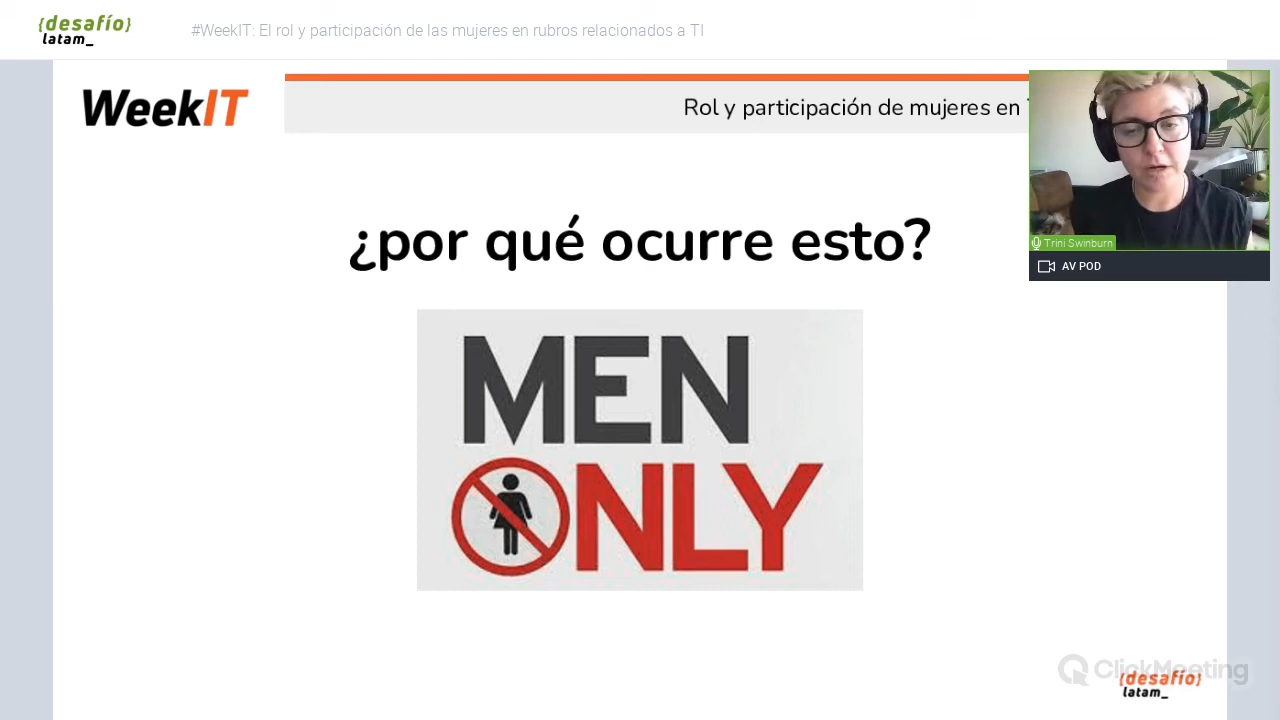 {desafío}
latam_
#WeekIT: El rol y participación de las mujeres en rubros relacionados a TI
WeekIT
Rol y participación de mujeres en
Trini Swinburn
AV POD
¿por qué ocurre esto?
MEN
ONLY
ClickMeeting
{desafío}
latam_